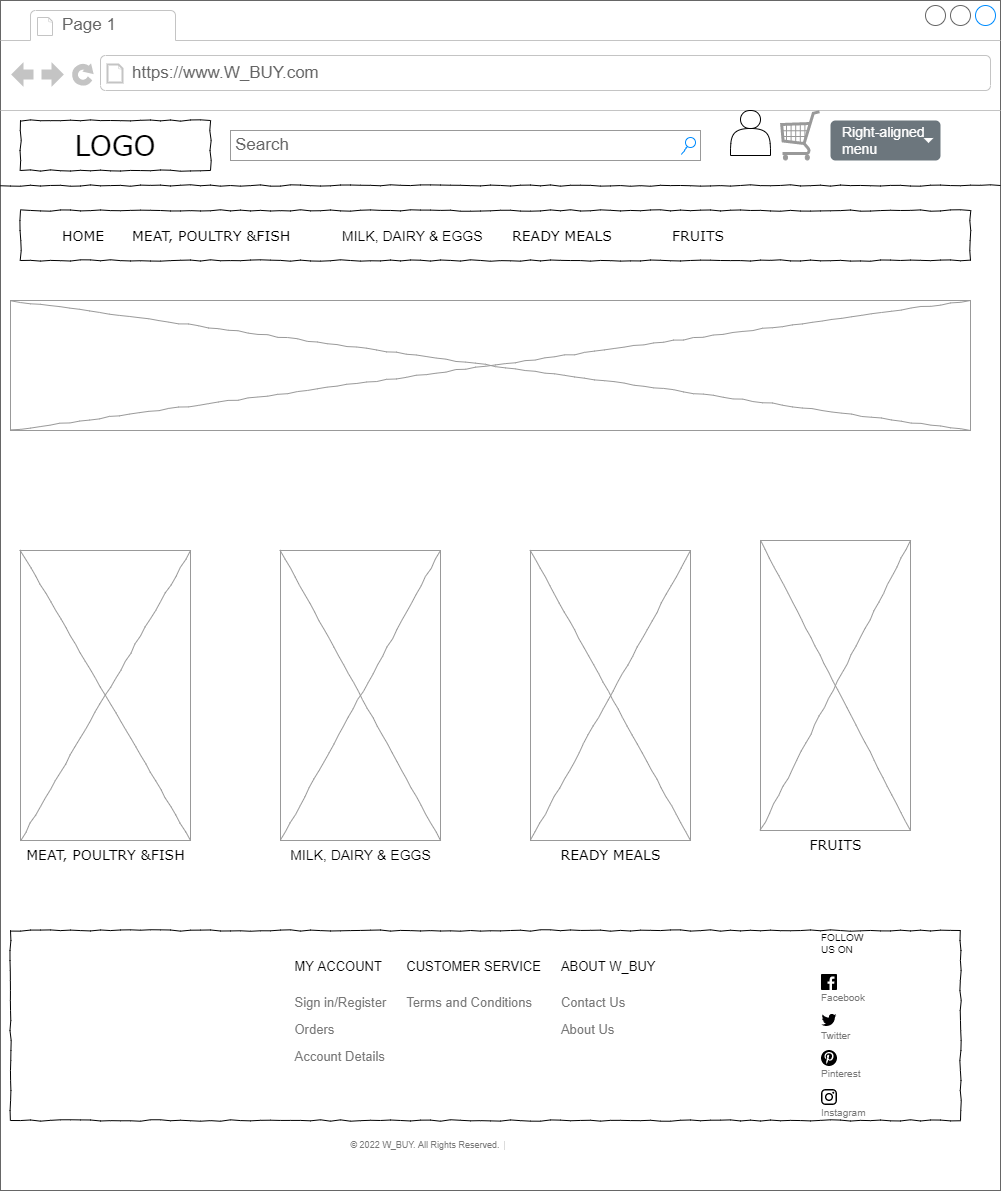 Page 1
https://www.W_BUY.com
LOGO
Search
Right-aligned
menu
HOME
MEAT, POULTRY &FISH
MILK, DAIRY & EGGS
READY MEALS
FRUITS
MEAT, POULTRY &FISH
MILK, DAIRY & EGGS
READY MEALS
FRUITS
MY ACCOUNT
Sign in/Register
Orders
Account Details
CUSTOMER SERVICE
Terms and Conditions
ABOUT W_BUY
Contact Us
About Us
FOLLOW
US ON
Facebook
Twitter
Pinterest
Instagram
© 2022 W_BUY. All Rights Reserved. |